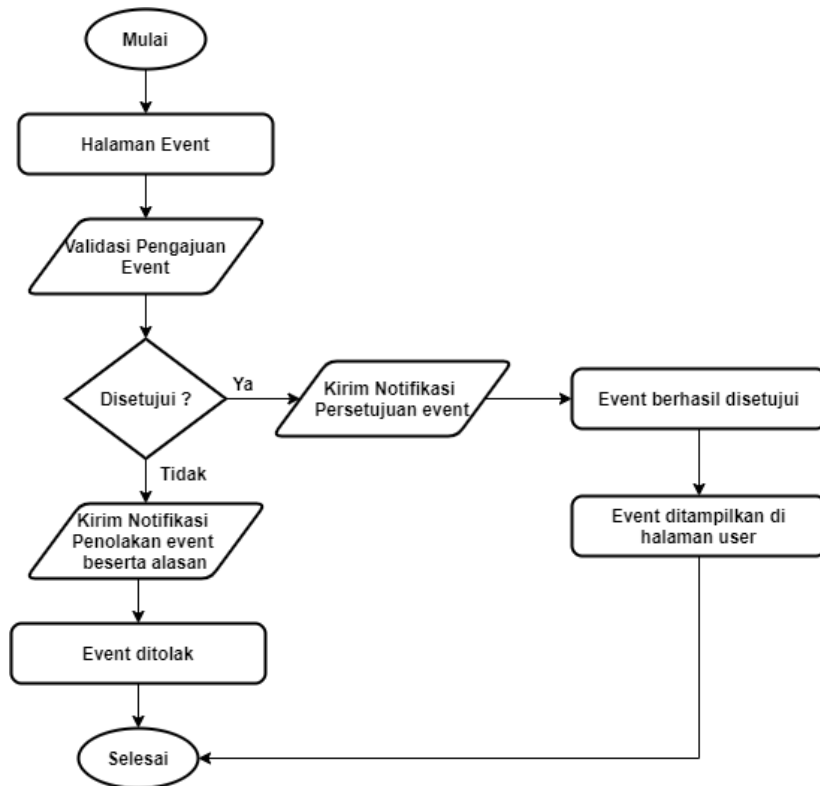 Mulai
Halaman Event
Validasi Pengajuan
Event
Disetujui ?
Ya
Kirim Notifikasi
Persetujuan event
Event berhasil disetujui
Tidak
Kirim Notifikasi
Penolakan event
beserta alasan
Event ditampilkan di
halaman user
Event ditolak
Selesai